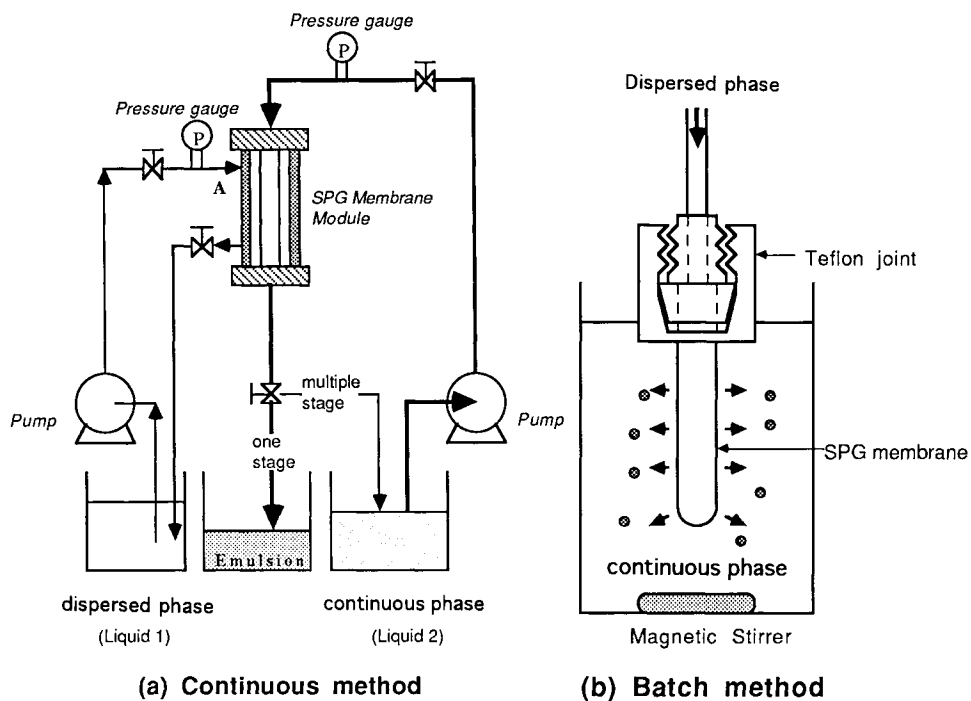 Pressure gauge
P
Pressure gauge
P
A
SPG Membrane
Module
Pump
multiple
stage
one
stage
Pump
Emulsion
dispersed phase
(Liquid 1)
continuous phase
(Liquid 2)
(a) Continuous method
Dispersed phase
Teflon joint
SPG membrane
continuous phase
Magnetic Stirrer
(b) Batch method